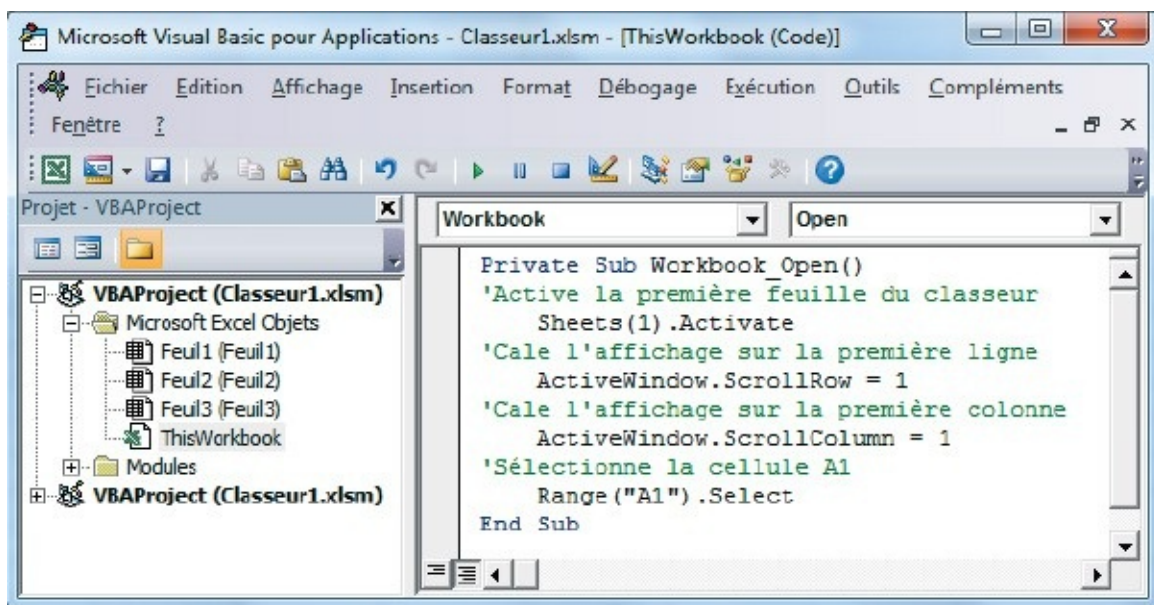 Microsoft Visual Basic pour Applications - Classeur1.xlsm - [ThisWorkbook (Code)]
Fichier Edition Affichage Insertion Format Débogage Exécution Outils Compléments
Fenêtre ?
Projet - VBAProject
Workbook
Open
VBAProject (Classeur1.xlsm)
Microsoft Excel Objets
Feuil1 (Feuil1)
Feuil2 (Feuil2)
Feuil3 (Feuil3)
ThisWorkbook
Modules
VBAProject (Classeur1.xlsm)
Private Sub Workbook_Open()
'Active la première feuille du classeur
Sheets(1).Activate
'Cale l'affichage sur la première ligne
ActiveWindow.ScrollRow = 1
'Cale l'affichage sur la première colonne
ActiveWindow.ScrollColumn = 1
'Sélectionne la cellule A1
Range("A1").Select
End Sub